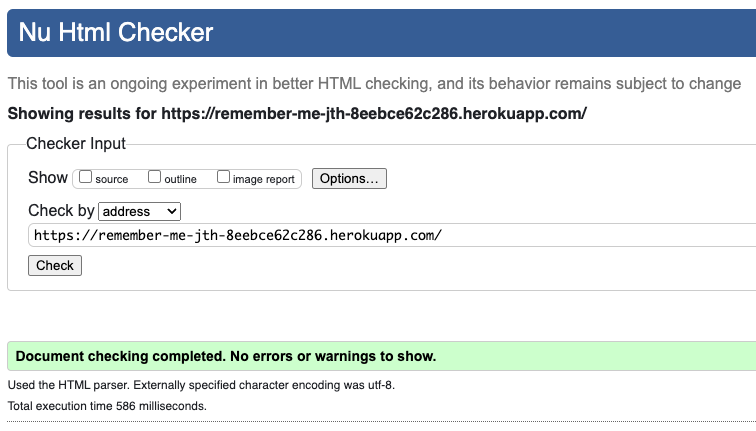 Nu Html Checker
This tool is an ongoing experiment in better HTML checking, and its behavior remains subject to change
Showing results for https://remember-me-jth-8eebce62c286.herokuapp.com/
Checker Input
Show source outline image report Options...
Check by address
https://remember-me-jth-8eebce62c286.herokuapp.com/
Check
Document checking completed. No errors or warnings to show.
Used the HTML parser. Externally specified character encoding was utf-8.
Total execution time 586 milliseconds.